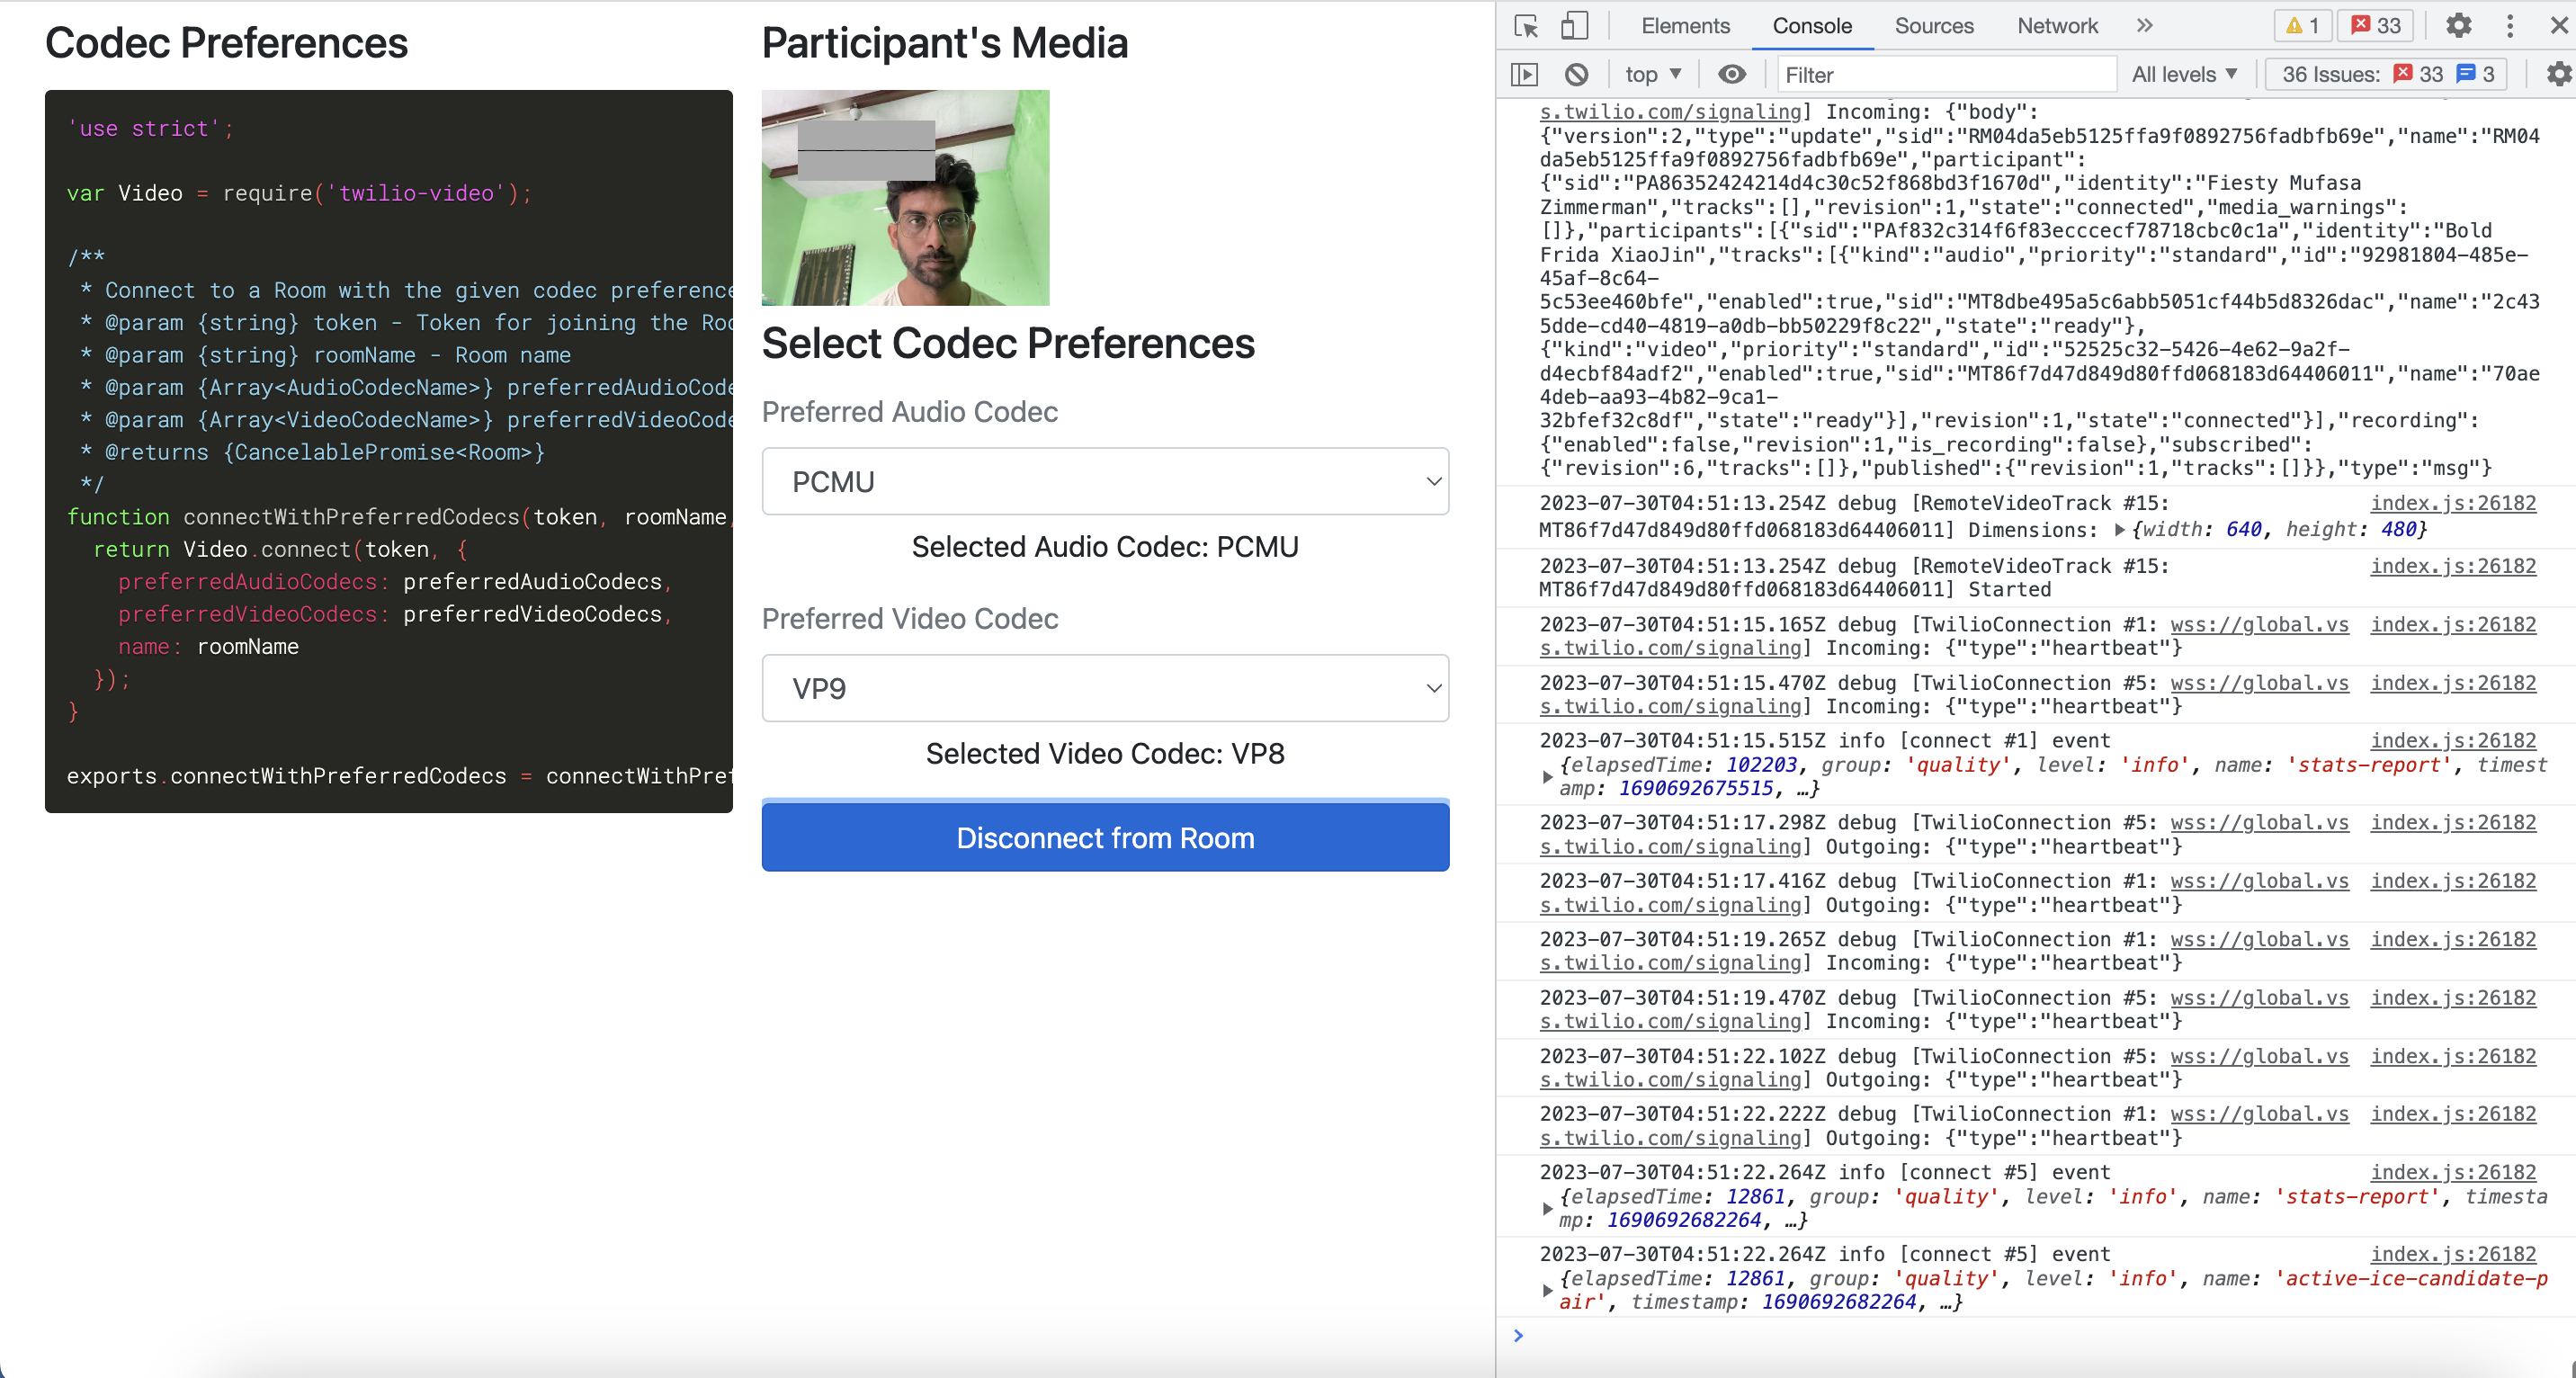 Codec Preferences
'use strict';
var Video = require('twilio-video');
/**
* Connect to a Room with the given codec preference
* @param {string} token - Token for joining the Roo
* @param {string} roomName - Room name
* @param {Array<AudioCodecName>} preferredAudioCode
* @param {Array<VideoCodecName>} preferredVideoCode
* @returns {CancelablePromise<Room>}
*/
function connectWithPreferredCodecs(token, roomName,
return Video.connect(token, {
preferredAudioCodecs: preferredAudioCodecs,
preferredVideoCodecs: preferredVideoCodecs,
name: roomName
});
}
exports.connectWithPreferredCodecs = connectWithPref
Participant's Media
Select Codec Preferences
Preferred Audio Codec
PCMU
Selected Audio Codec: PCMU
Preferred Video Codec
VP9
Selected Video Codec: VP8
Disconnect from Room
Elements Console Sources Network » 1 33
top Filter All levels 36 Issues: 33 3
s.twilio.com/signaling] Incoming: {"body":
{"version":2,"type":"update","sid":"RM04da5eb5125ffa9f0892756fadbfb69e","name":"RM04
da5eb5125ffa9f0892756fadbfb69e","participant":
{"sid":"PA86352424214d4c30c52f868bd3f1670d","identity":"Fiesty Mufasa
Zimmerman","tracks":[],"revision":1,"state":"connected","media_warnings":
[]},"participants":[{"sid":"PAf832c314f6f83ecccecf78718cbc0c1a","identity":"Bold
Frida XiaoJin","tracks":[{"kind":"audio","priority":"standard","id":"92981804-485e-
45af-8c64-
5c53ee460bfe","enabled":true,"sid":"MT8dbe495a5c6abb5051cf44b5d8326dac","name":"2c43
5dde-cd40-4819-a0db-bb50229f8c22","state":"ready"},
{"kind":"video","priority":"standard","id":"52525c32-5426-4e62-9a2f-
d4ecbf84adf2","enabled":true,"sid":"MT86f7d47d849d80ffd068183d64406011","name":"70ae
4deb-aa93-4b82-9ca1-
32bfef32c8df","state":"ready"}],"revision":1,"state":"connected"}],"recording":
{"enabled":false,"revision":1,"is_recording":false},"subscribed":
{"revision":6,"tracks":[]},"published":{"revision":1,"tracks":[]}},"type":"msg"}
2023-07-30T04:51:13.254Z debug [RemoteVideoTrack #15: index.js:26182
MT86f7d47d849d80ffd068183d64406011] Dimensions: {width: 640, height: 480}
2023-07-30T04:51:13.254Z debug [RemoteVideoTrack #15: index.js:26182
MT86f7d47d849d80ffd068183d64406011] Started
2023-07-30T04:51:15.165Z debug [TwilioConnection #1: wss://global.vs index.js:26182
s.twilio.com/signaling] Incoming: {"type":"heartbeat"}
2023-07-30T04:51:15.470Z debug [TwilioConnection #5: wss://global.vs index.js:26182
s.twilio.com/signaling] Incoming: {"type":"heartbeat"}
2023-07-30T04:51:15.515Z info [connect #1] event index.js:26182
{elapsedTime: 102203, group: 'quality', level: 'info', name: 'stats-report', timest
amp: 1690692675515, …}
2023-07-30T04:51:17.298Z debug [TwilioConnection #5: wss://global.vs index.js:26182
s.twilio.com/signaling] Outgoing: {"type":"heartbeat"}
2023-07-30T04:51:17.416Z debug [TwilioConnection #1: wss://global.vs index.js:26182
s.twilio.com/signaling] Outgoing: {"type":"heartbeat"}
2023-07-30T04:51:19.265Z debug [TwilioConnection #1: wss://global.vs index.js:26182
s.twilio.com/signaling] Incoming: {"type":"heartbeat"}
2023-07-30T04:51:19.470Z debug [TwilioConnection #5: wss://global.vs index.js:26182
s.twilio.com/signaling] Incoming: {"type":"heartbeat"}
2023-07-30T04:51:22.102Z debug [TwilioConnection #5: wss://global.vs index.js:26182
s.twilio.com/signaling] Outgoing: {"type":"heartbeat"}
2023-07-30T04:51:22.222Z debug [TwilioConnection #1: wss://global.vs index.js:26182
s.twilio.com/signaling] Outgoing: {"type":"heartbeat"}
2023-07-30T04:51:22.264Z info [connect #5] event index.js:26182
{elapsedTime: 12861, group: 'quality', level: 'info', name: 'stats-report', timesta
mp: 1690692682264, …}
2023-07-30T04:51:22.264Z info [connect #5] event index.js:26182
{elapsedTime: 12861, group: 'quality', level: 'info', name: 'active-ice-candidate-p
air', timestamp: 1690692682264, …}